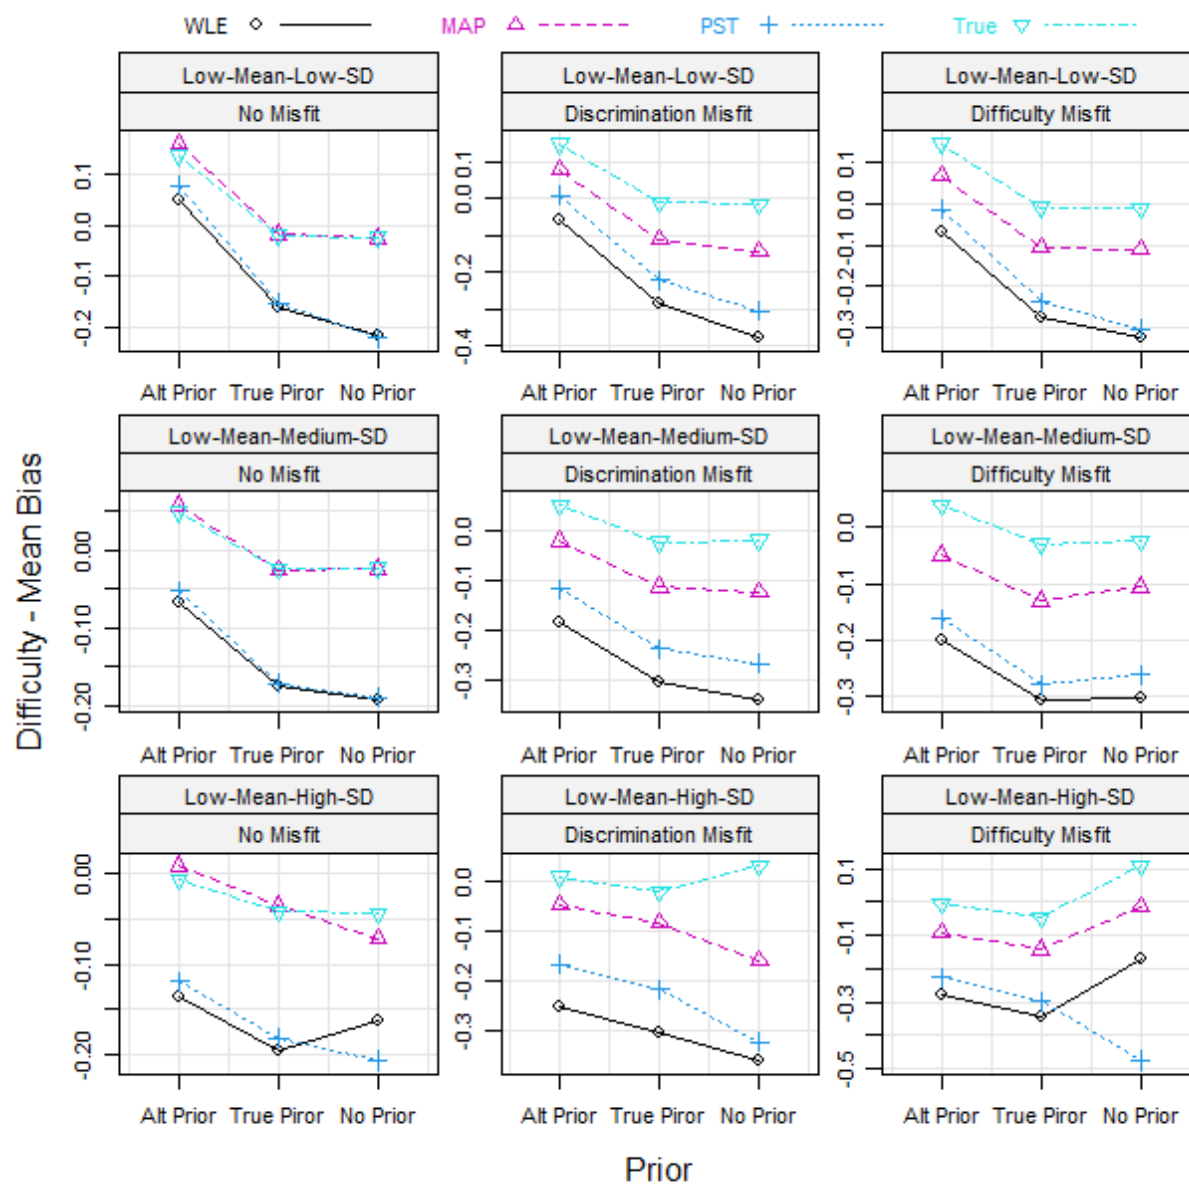 WLE MAP PST True
Low-Mean-Low-SD Low-Mean-Low-SD Low-Mean-Low-SD
No Misfit Discrimination Misfit Difficulty Misfit
0.1 0.0 -0.1 -0.2
0.1 0.0 -0.2 -0.4
0.1 0.0 -0.1 -0.2 -0.3
Alt Prior True Piror No Prior Alt Prior True Piror No Prior Alt Prior True Piror No Prior
Low-Mean-Medium-SD Low-Mean-Medium-SD Low-Mean-Medium-SD
No Misfit Discrimination Misfit Difficulty Misfit
0.00 -0.10 -0.20
0.0 -0.1 -0.2 -0.3
0.0 -0.1 -0.2 -0.3
Alt Prior True Piror No Prior Alt Prior True Piror No Prior Alt Prior True Piror No Prior
Low-Mean-High-SD Low-Mean-High-SD Low-Mean-High-SD
No Misfit Discrimination Misfit Difficulty Misfit
0.00 -0.10 -0.20
0.0 -0.1 -0.2 -0.3
0.1 -0.1 -0.3 -0.5
Alt Prior True Piror No Prior Alt Prior True Piror No Prior Alt Prior True Piror No Prior
Difficulty - Mean Bias
Prior